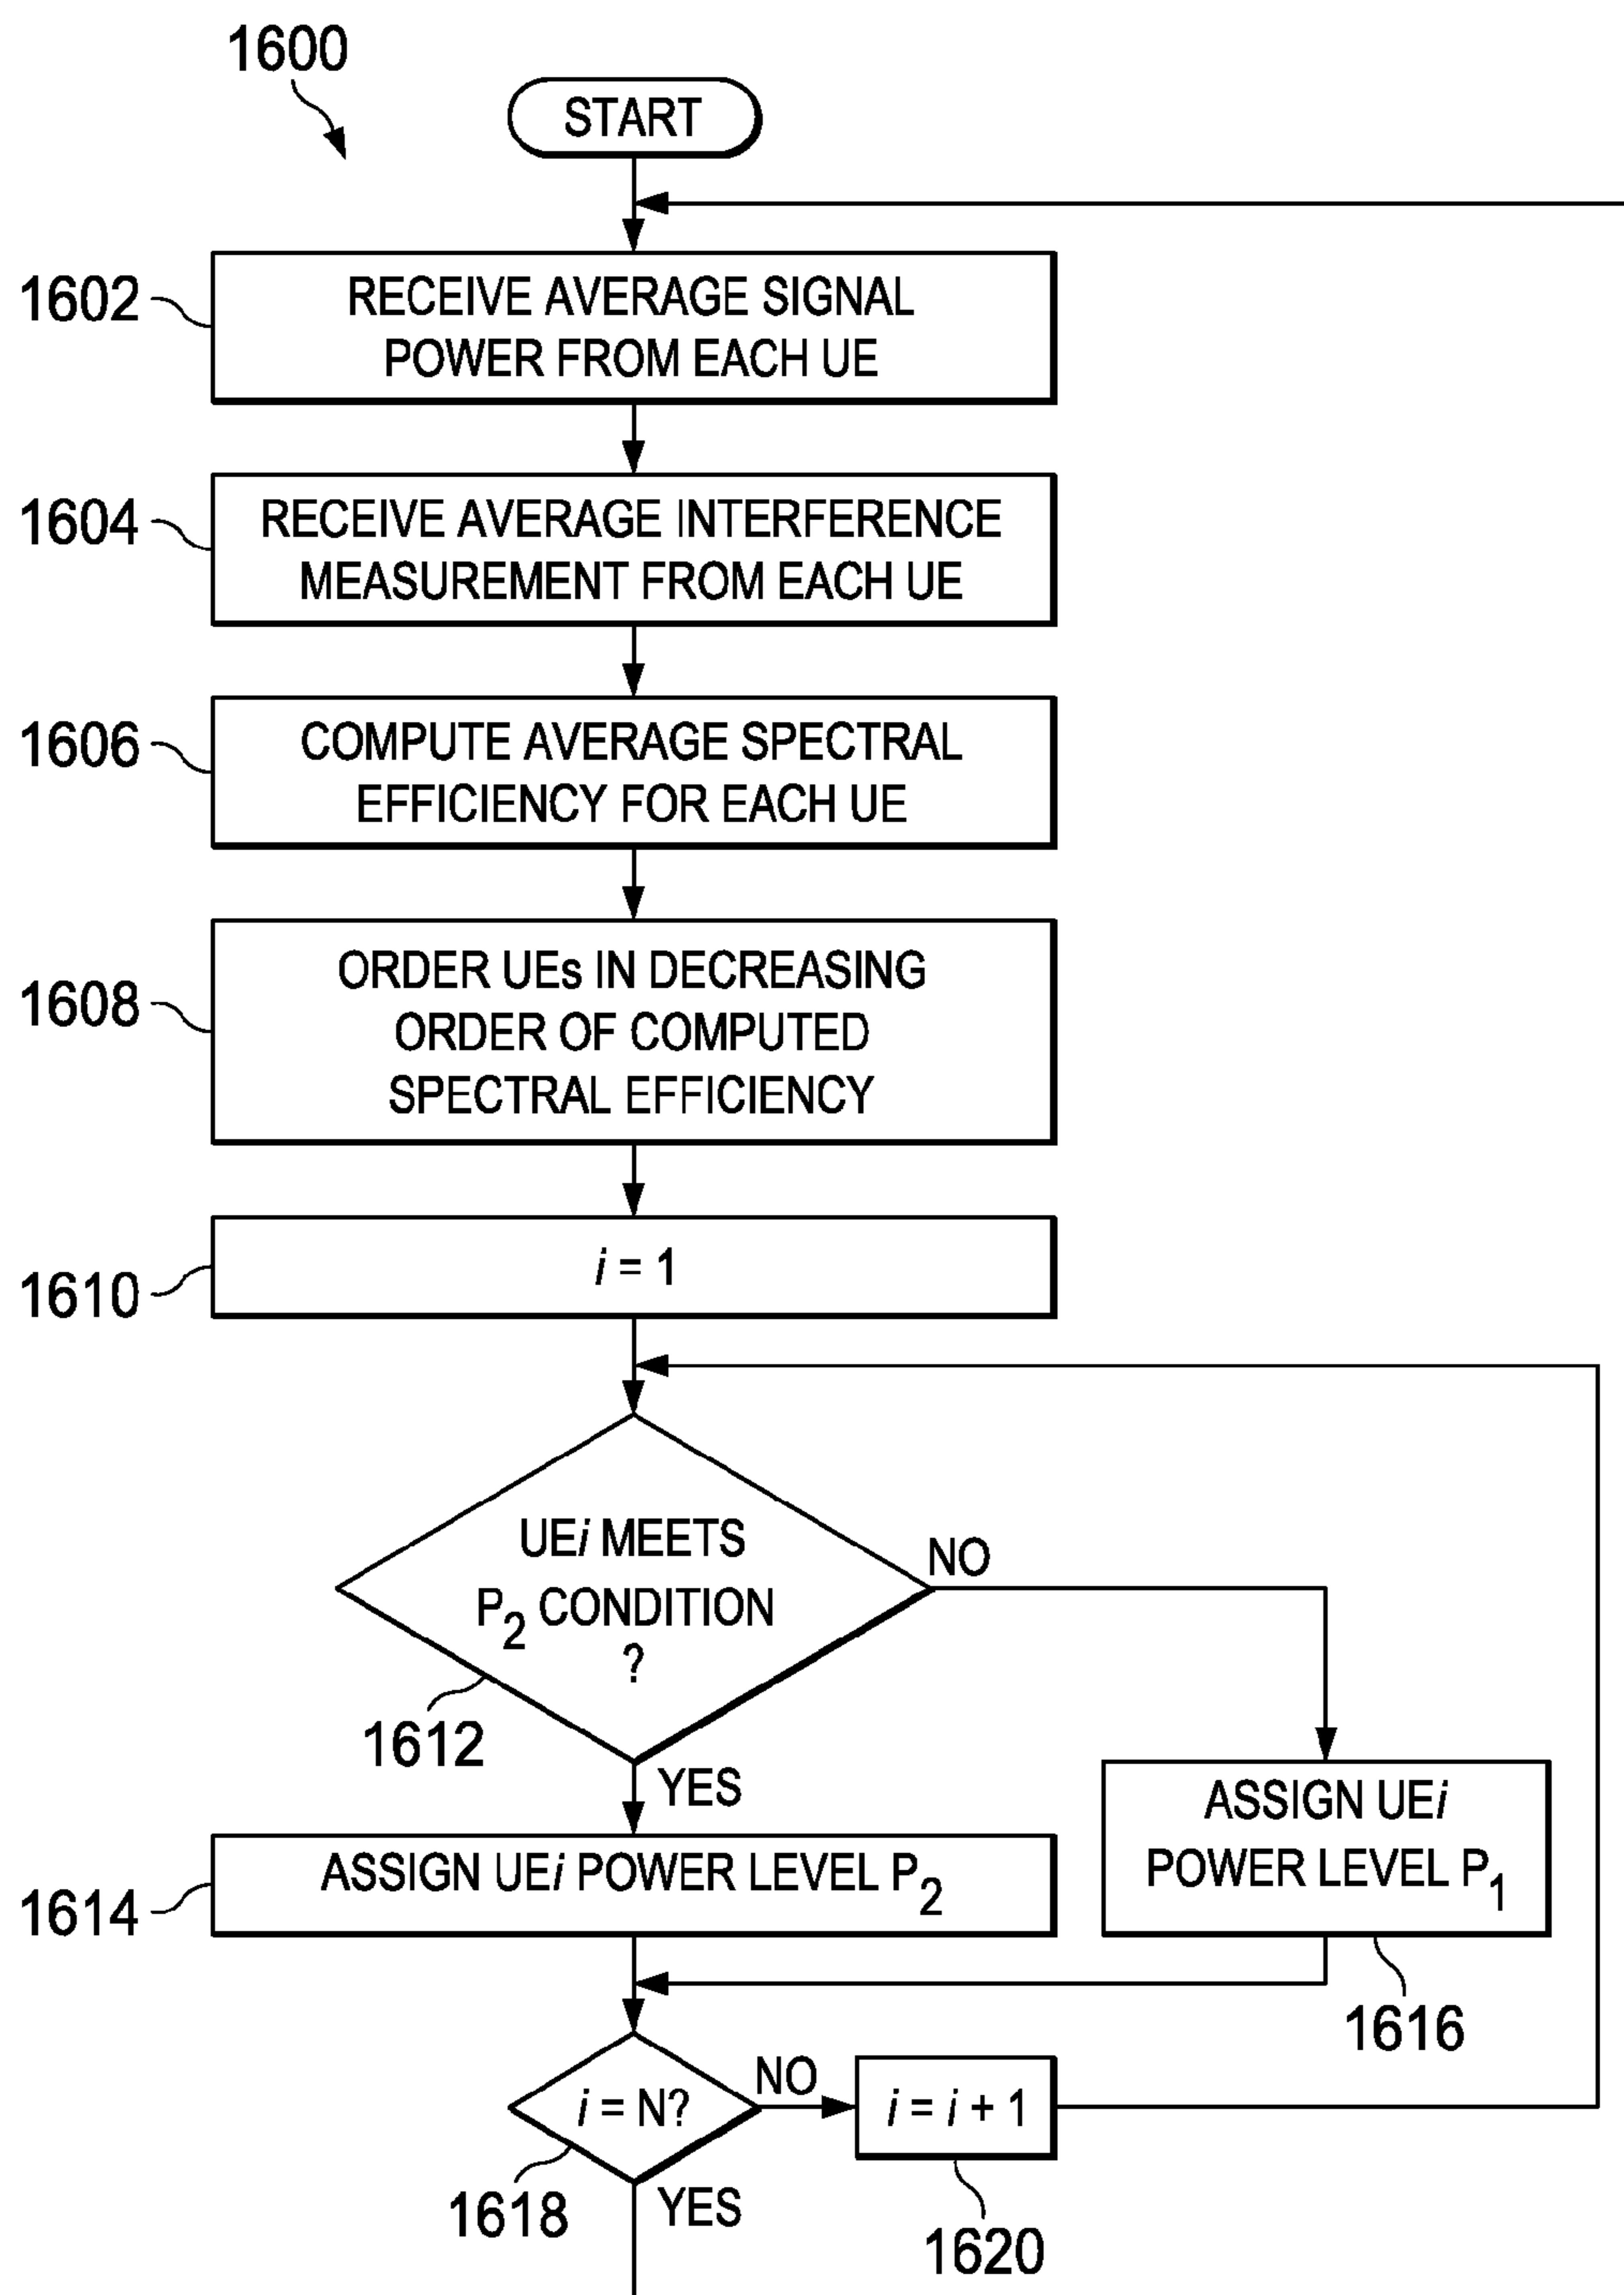 1600
START
1602
RECEIVE AVERAGE SIGNAL
POWER FROM EACH UE
1604
RECEIVE AVERAGE INTERFERENCE
MEASUREMENT FROM EACH UE
1606
COMPUTE AVERAGE SPECTRAL
EFFICIENCY FOR EACH UE
1608
ORDER UEs IN DECREASING
ORDER OF COMPUTED
SPECTRAL EFFICIENCY
1610
i = 1
UEi MEETS
P2 CONDITION
?
NO
1612
YES
ASSIGN UEi
POWER LEVEL P1
1614
ASSIGN UEi POWER LEVEL P2
1616
i = N?
NO
i = i + 1
1618
YES
1620